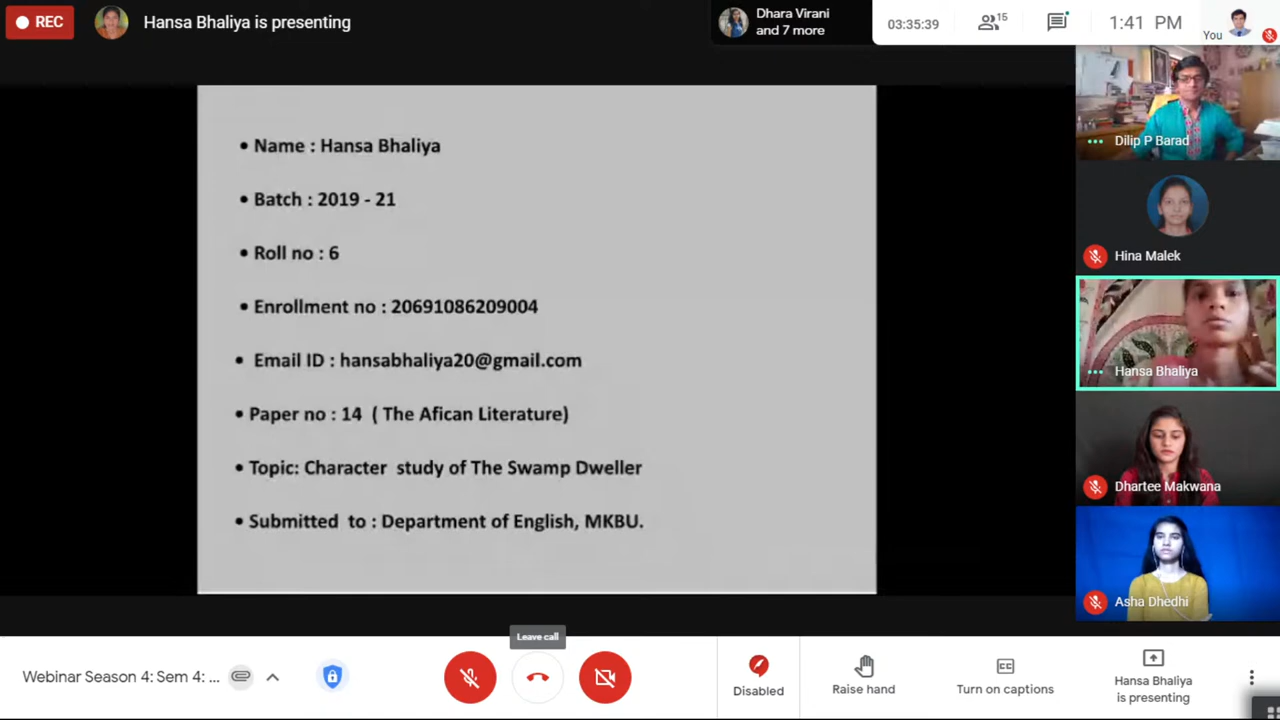 REC
Hansa Bhaliya is presenting
Dhara Virani
and 7 more
03:35:39
15
1:41 PM
You
• Name : Hansa Bhaliya
• Batch : 2019 - 21
• Roll no : 6
• Enrollment no : 20691086209004
• Email ID : hansabhaliya20@gmail.com
• Paper no : 14 ( The Afican Literature)
• Topic: Character study of The Swamp Dweller
• Submitted to : Department of English, MKBU.
Dilip P Barad
Hina Malek
Hansa Bhaliya
Dhartee Makwana
Asha Dhedhi
Leave call
Webinar Season 4: Sem 4: ...
Disabled
Raise hand
CC
Turn on captions
Hansa Bhaliya
is presenting